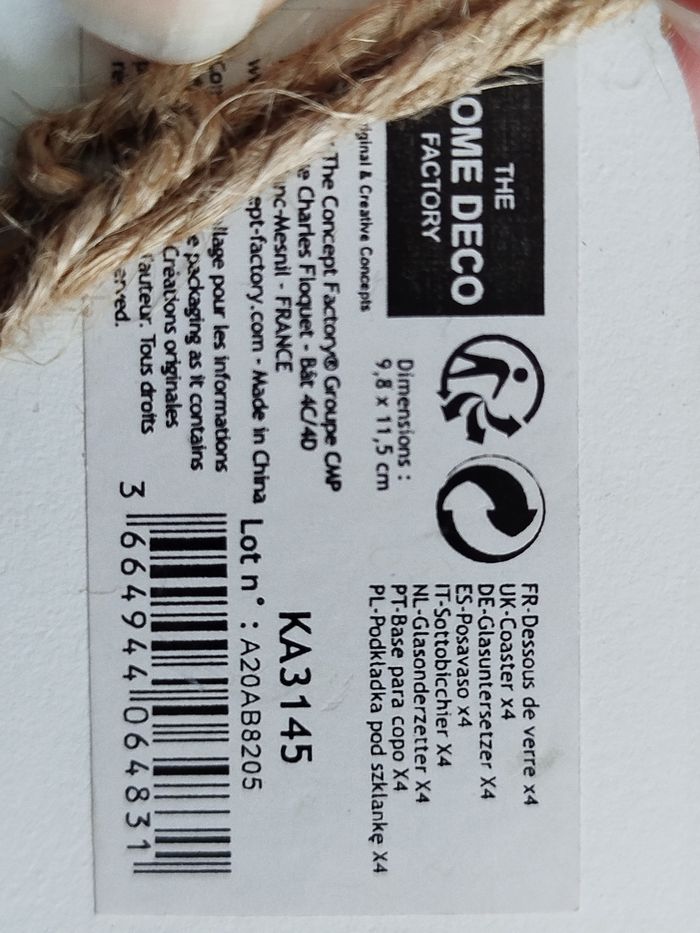 THE
OME DECO
FACTORY
iginal & Creative Concepts
The Concept Factory® Groupe CMP
Charles Floquet - Bât 4C/4D
nc-Mesnil - FRANCE
ept-factory.com - Made in China
llage pour les informations
e packaging as it contains
Créations originales
'auteur. Tous droits
erved.
Dimensions :
9,8 x 11,5 cm
FR-Dessous de verre x4
UK-Coaster x4
DE-Glasuntersetzer X4
ES-Posavaso x4
IT-Sottobicchier X4
NL-Glasonderzetter X4
PT-Base para copo X4
PL-Podkładka pod szklankę X4
KA3145
Lot n° : A20AB8205
3 664944 064831